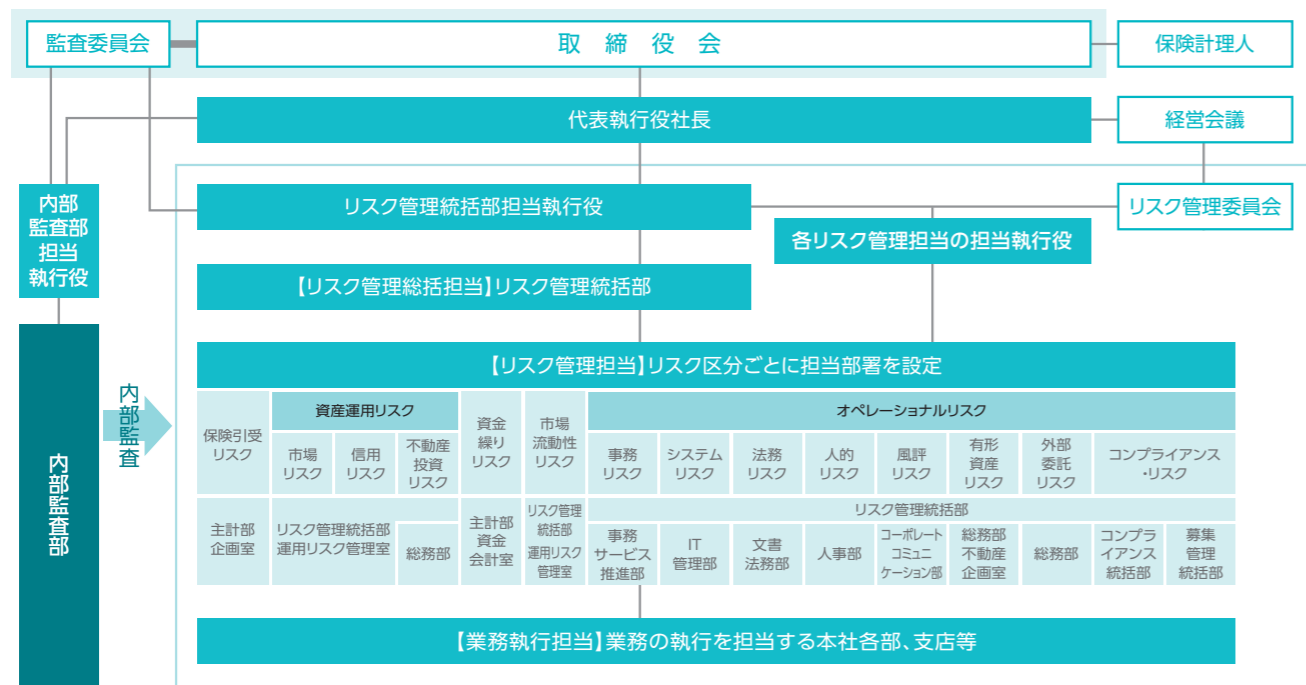 監査委員会
取締役会
保険計理人
代表執行役社長
経営会議
内部
監査部
担当
執行役
リスク管理統括部担当執行役
リスク管理委員会
各リスク管理担当の担当執行役
【リスク管理総括担当】リスク管理統括部
内部監査部
内部監査
【リスク管理担当】リスク区分ごとに担当部署を設定
保険引受
リスク
資産運用リスク
市場
リスク
信用
リスク
不動産
投資
リスク
資金
繰り
リスク
市場
流動性
リスク
オペレーショナルリスク
事務
リスク
システム
リスク
法務
リスク
人的
リスク
風評
リスク
有形
資産
リスク
外部
委託
リスク
コンプライアンス
・リスク
主計部
企画室
リスク管理統括部
運用リスク管理室
総務部
主計部
資金
会計室
リスク管理
統括部
運用リスク
管理室
リスク管理統括部
事務
サービス
推進部
IT
管理部
文書
法務部
人事部
コーポレート
コミュニ
ケーション部
総務部
不動産
企画室
総務部
コンプラ
イアンス
統括部
募集
管理
統括部
【業務執行担当】業務の執行を担当する本社各部、支店等